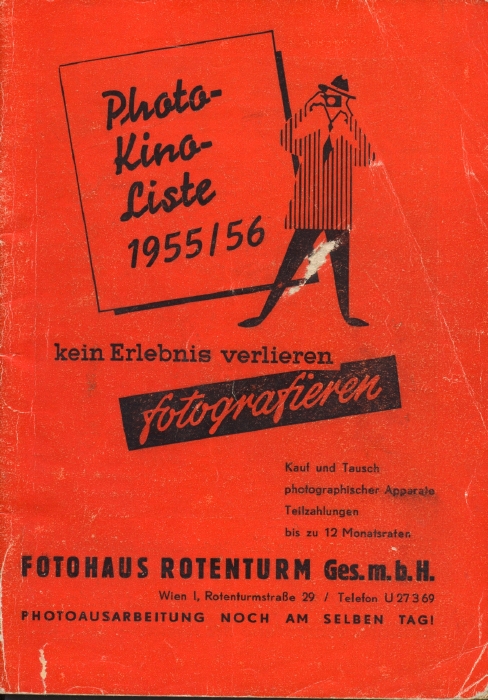 Photo-
Kino-
Liste
1955/56
kein Erlebnis verlieren
fotografieren
Kauf und Tausch
photographischer Apparate
Teilzahlungen
bis zu 12 Monatsraten
FOTOHAUS ROTENTURM Ges. m. b. H.
Wien I, Rotenturmstraße 29 / Telefon U 27 3 69
PHOTOAUSARBEITUNG NOCH AM SELBEN TAG!